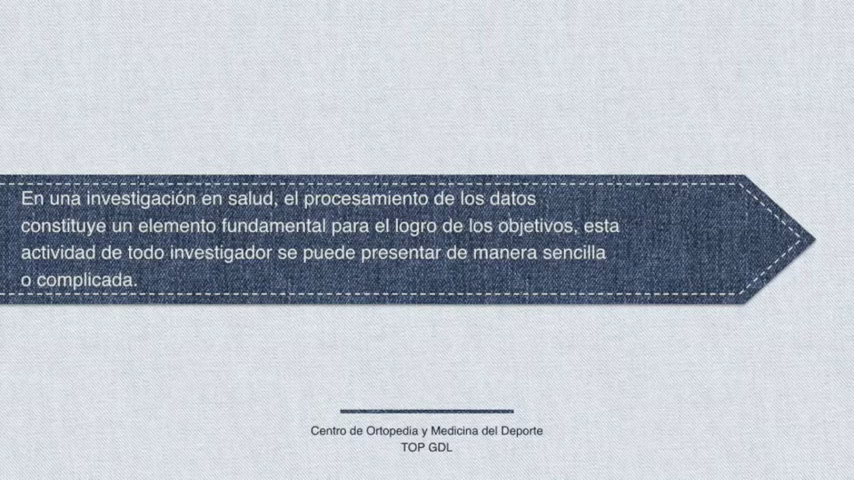 En una investigación en salud, el procesamiento de los datos
constituye un elemento fundamental para el logro de los objetivos, esta
actividad de todo investigador se puede presentar de manera sencilla
o complicada.
Centro de Ortopedia y Medicina del Deporte
TOP GDL